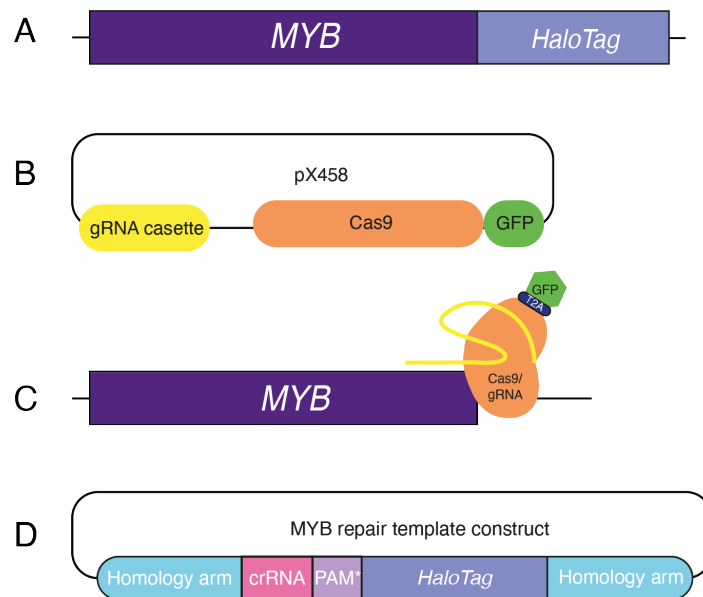 A
MYB HaloTag
B
pX458
gRNA casette Cas9 GFP
C
GFP
T2A
Cas9/
gRNA
MYB
D
MYB repair template construct
Homology arm crRNA PAM* HaloTag Homology arm